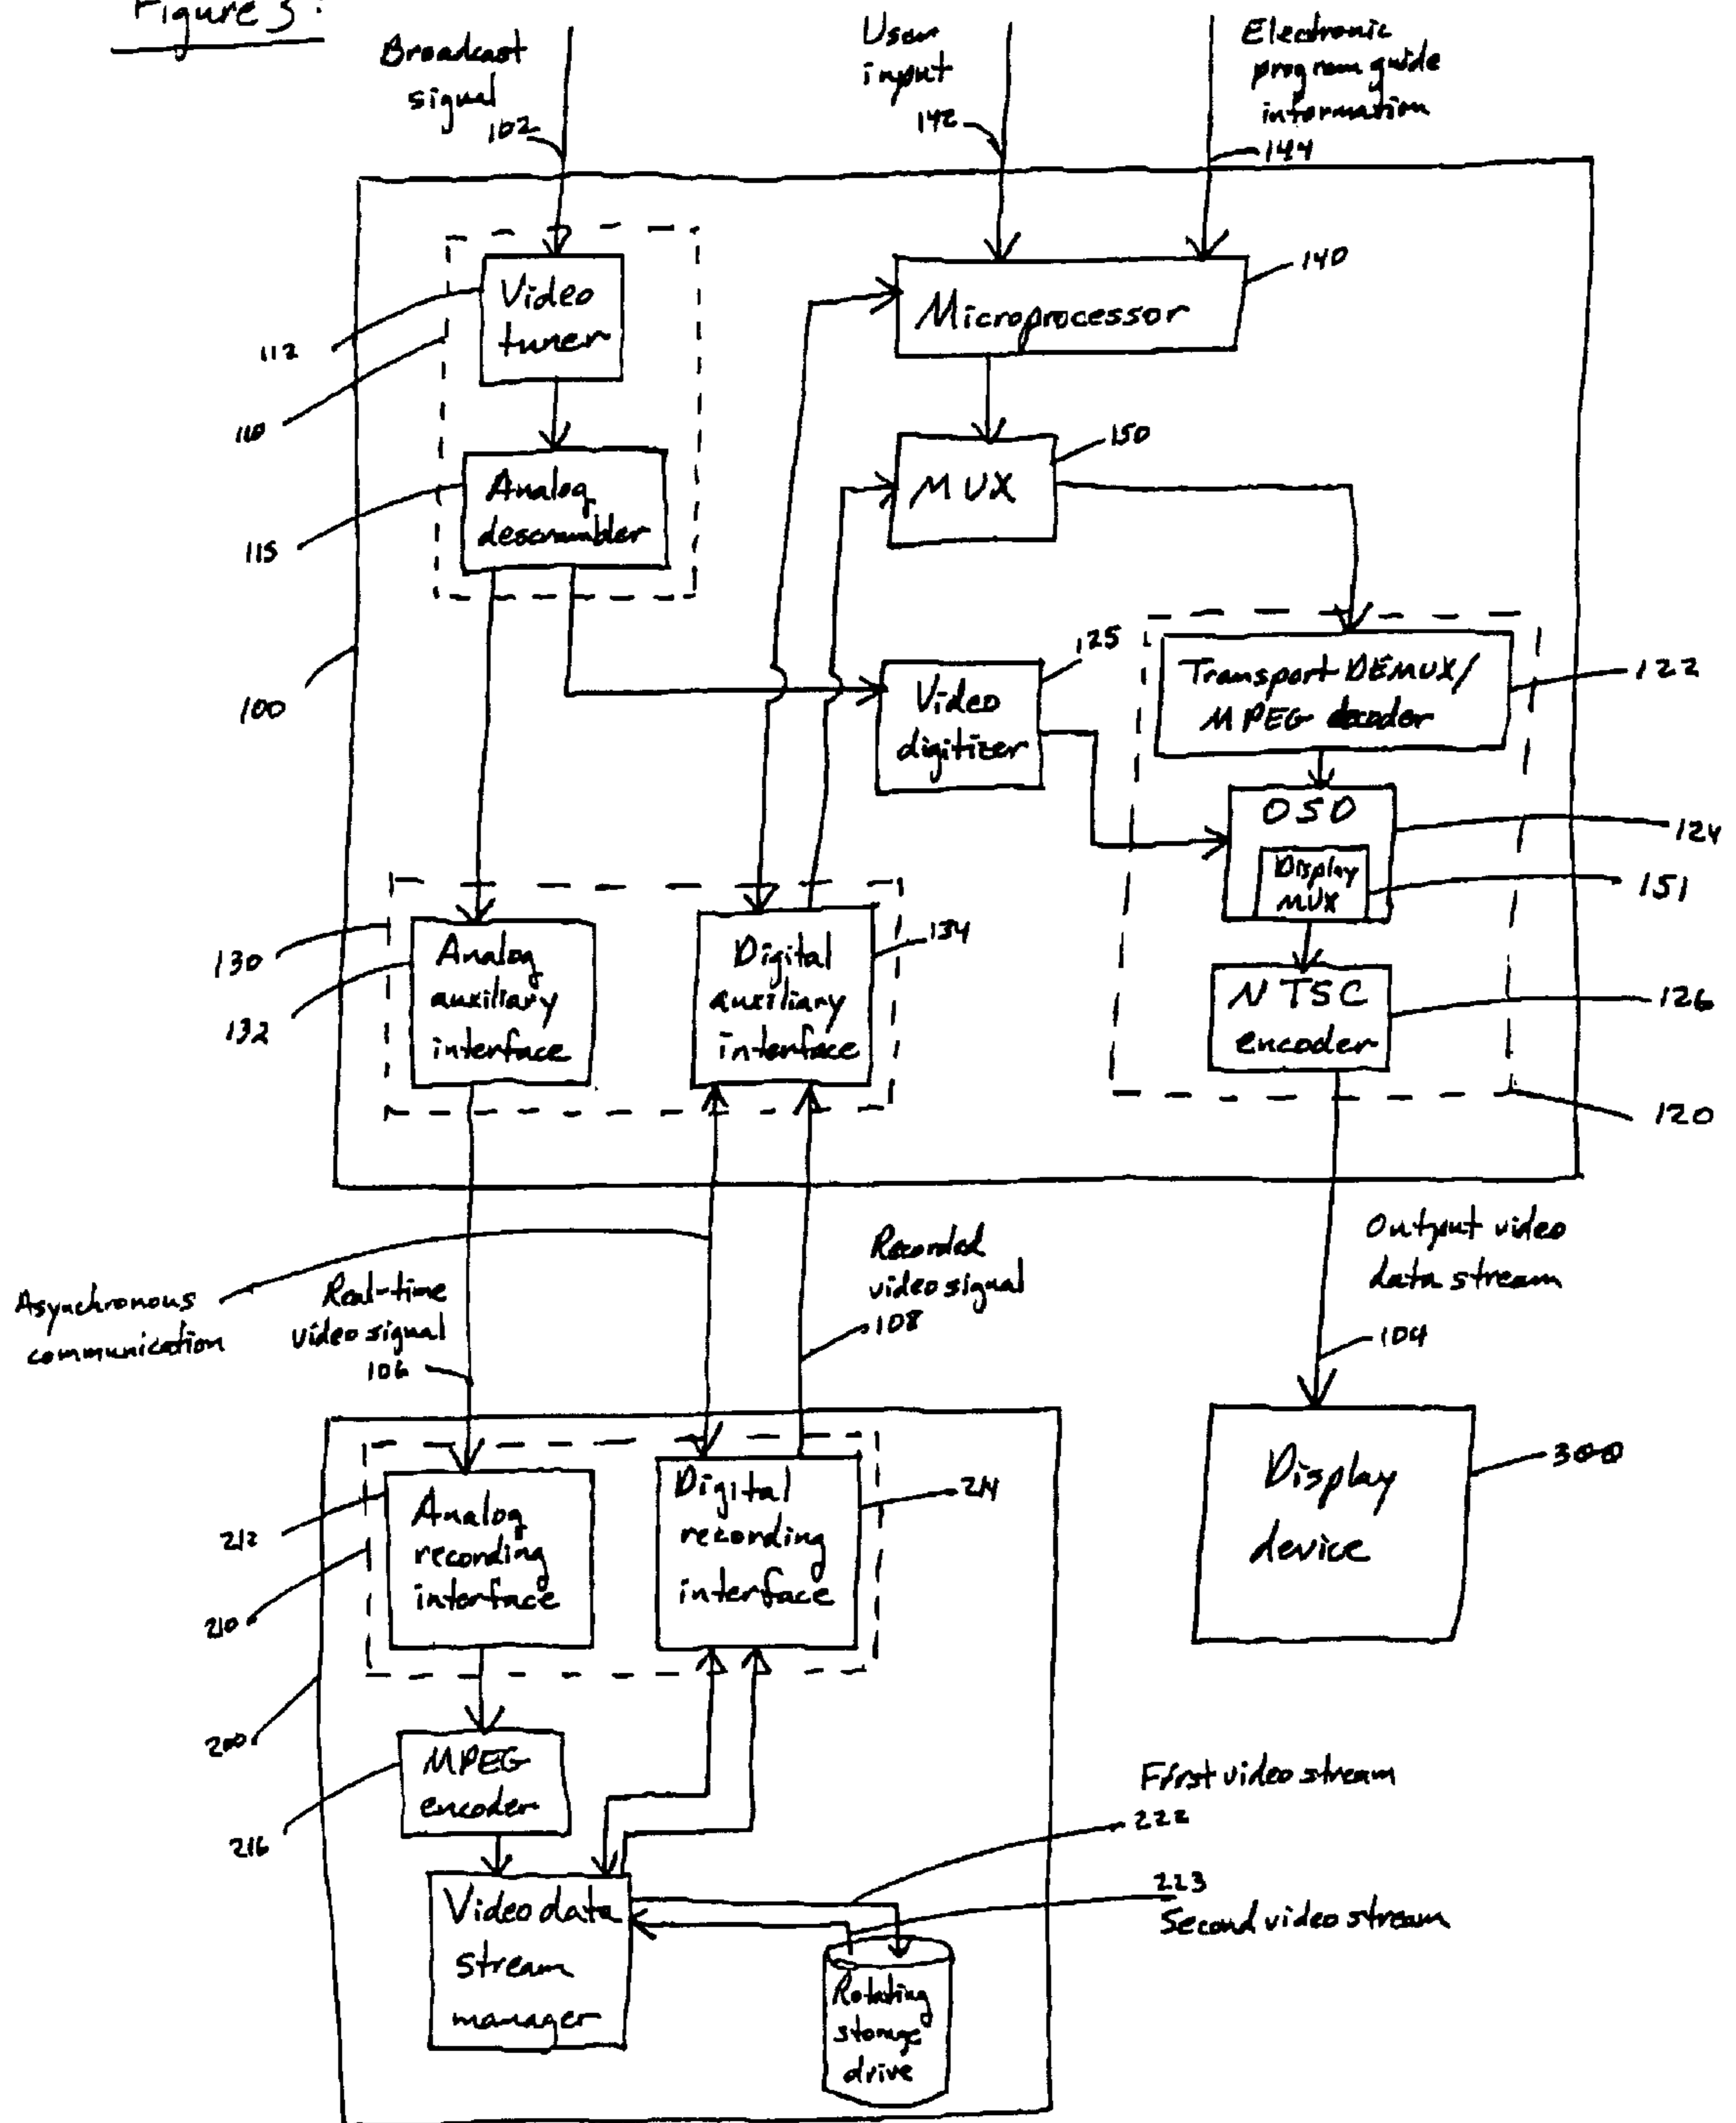 Figure 3:
Broadcast
signal
102
User
input
142
Electronic
program guide
information
144
Video
tuner
112
110
Microprocessor
140
MUX
150
Analog
descrambler
115
100
Video
digitizer
125
Transport DEMUX/
MPEG decoder
122
OSD
124
Display
MUX
151
NTSC
encoder
126
120
130
132
Analog
auxiliary
interface
Digital
auxiliary
interface
134
Asynchronous
communication
Real-time
video signal
106
Recorded
video signal
108
Output video
data stream
104
Display
device
300
212
210
Analog
recording
interface
Digital
recording
interface
214
200
MPEG
encoder
216
First video stream
222
223
Second video stream
Video data
stream
manager
Rotating
storage
drive